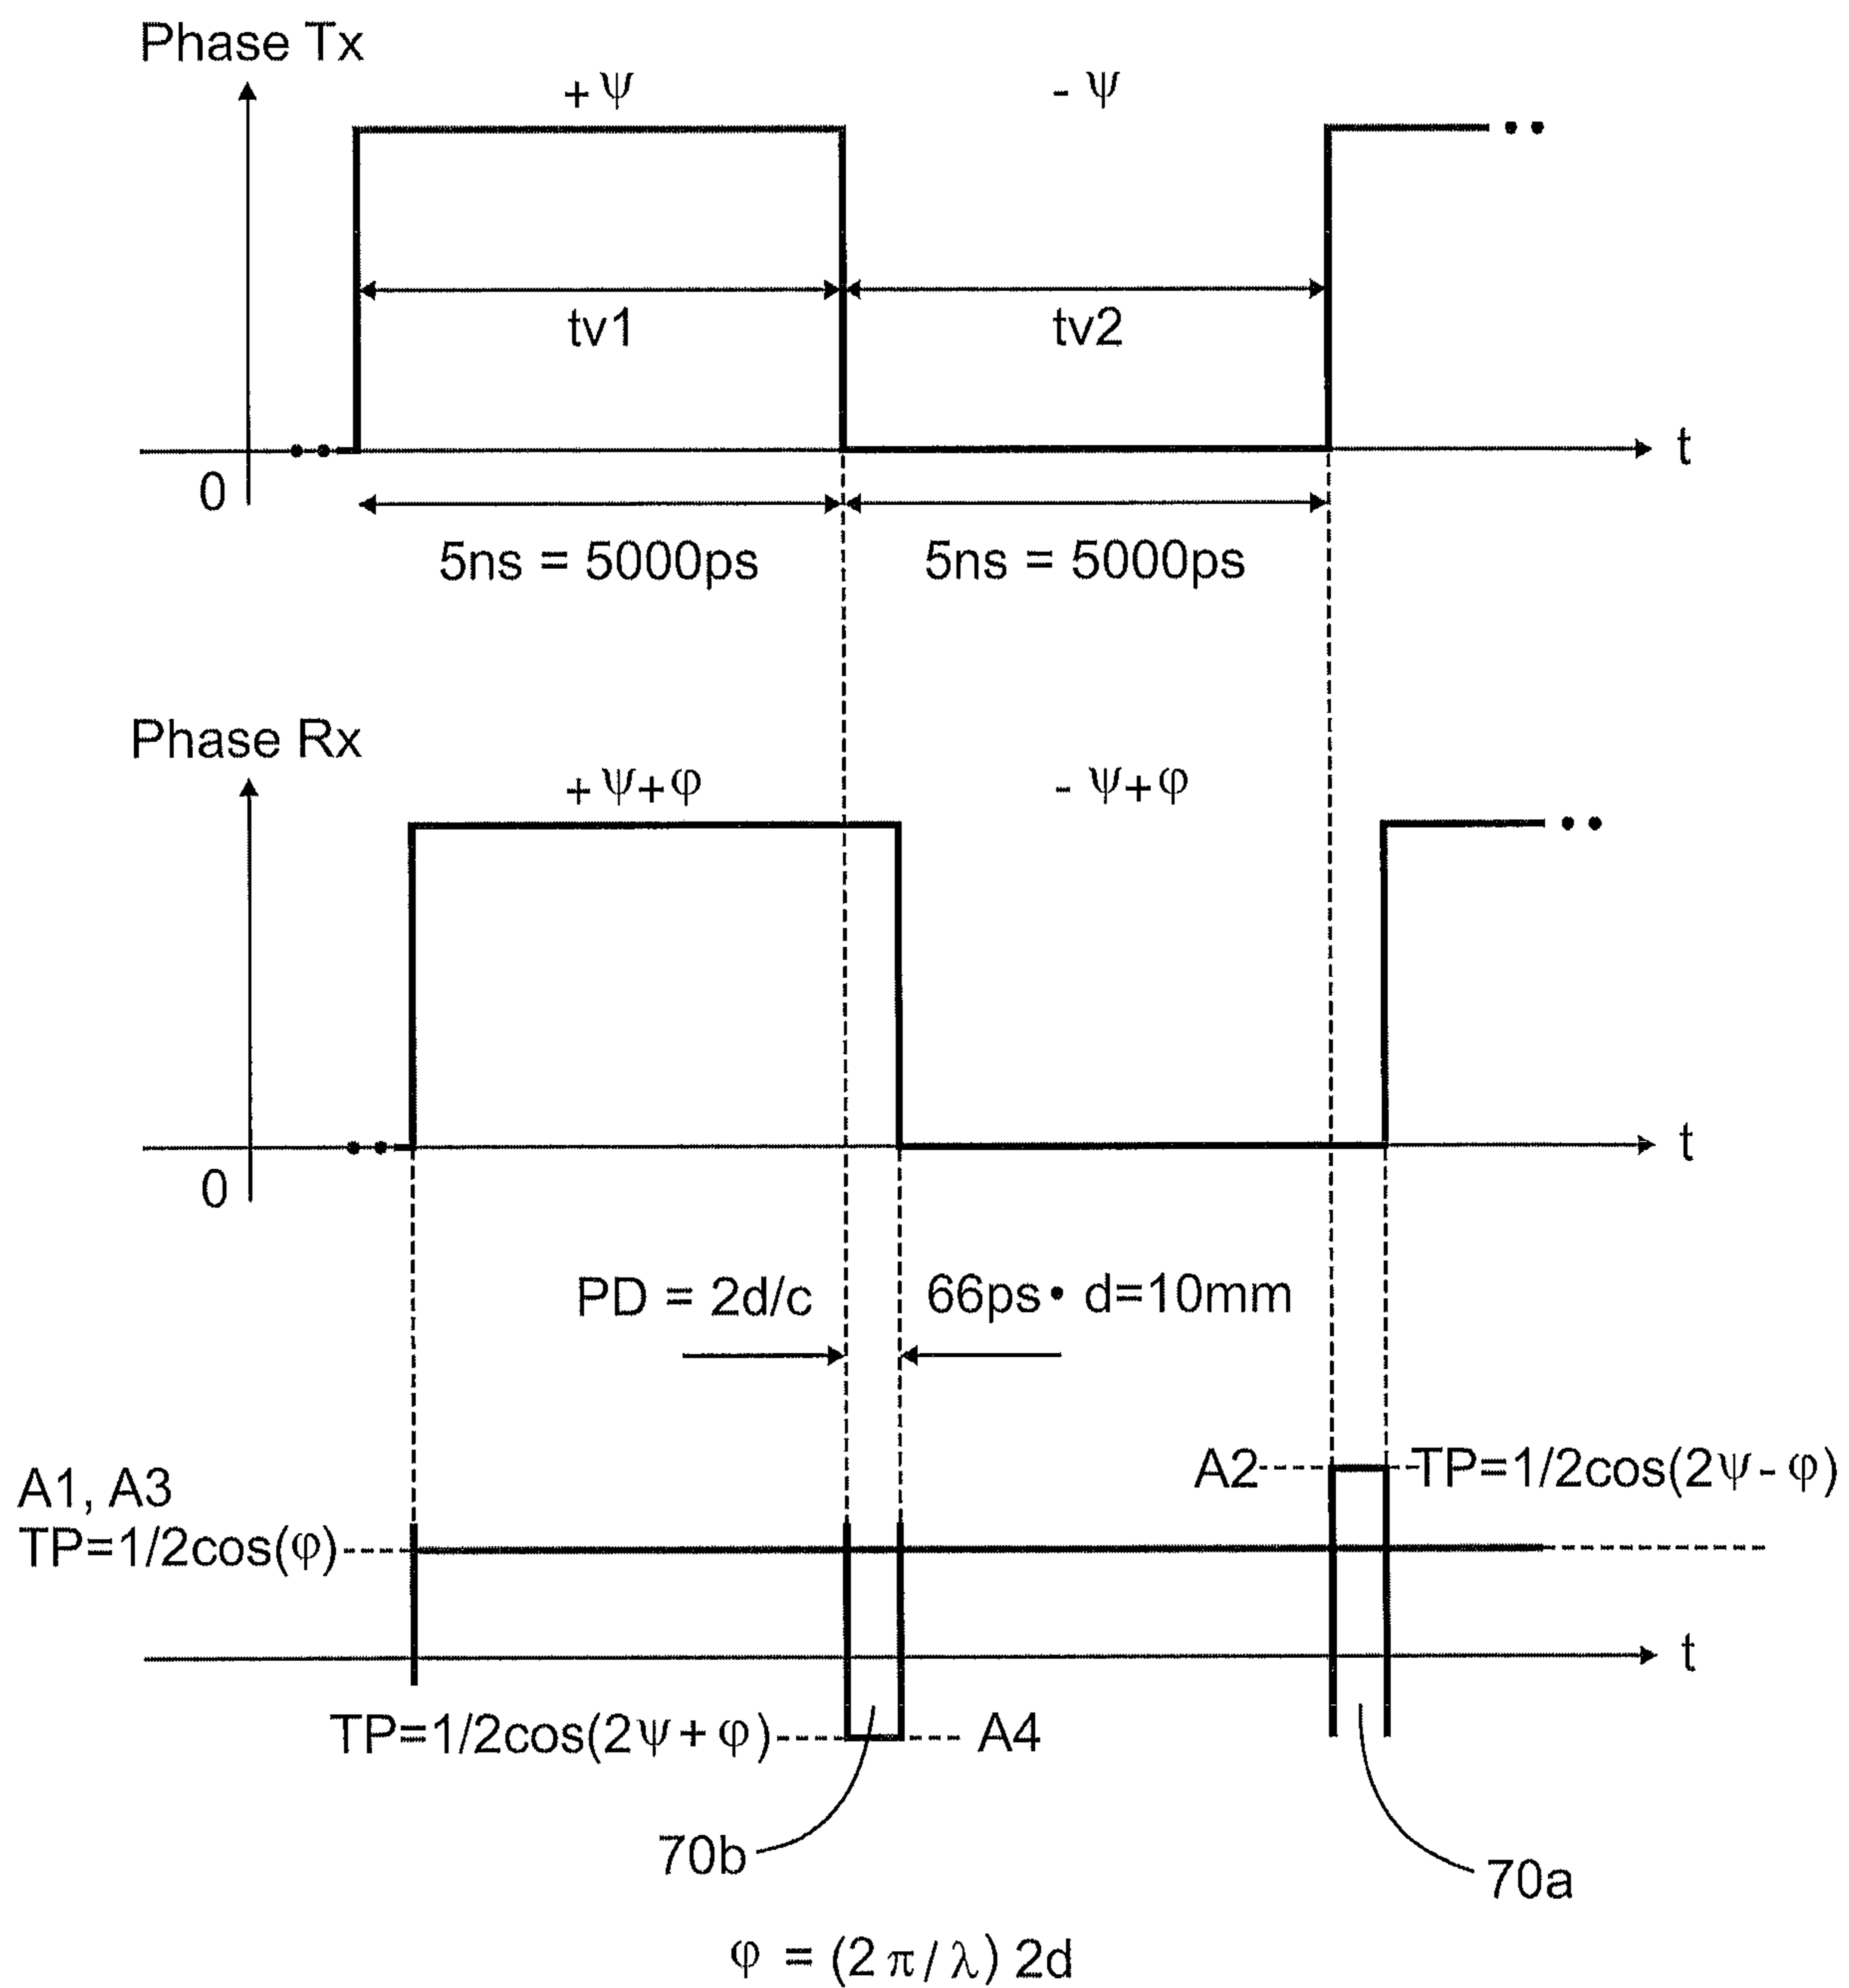 Phase Tx
+ψ
- ψ
tv1
tv2
t
0
5ns = 5000ps
5ns = 5000ps
Phase Rx
+ψ+φ
- ψ+φ
t
0
PD = 2d/c
66ps • d=10mm
A1, A3
TP=1/2cos(φ)
A2
TP=1/2cos(2ψ-φ)
t
TP=1/2cos(2ψ+φ)
A4
70b
70a
φ = (2π/λ) 2d